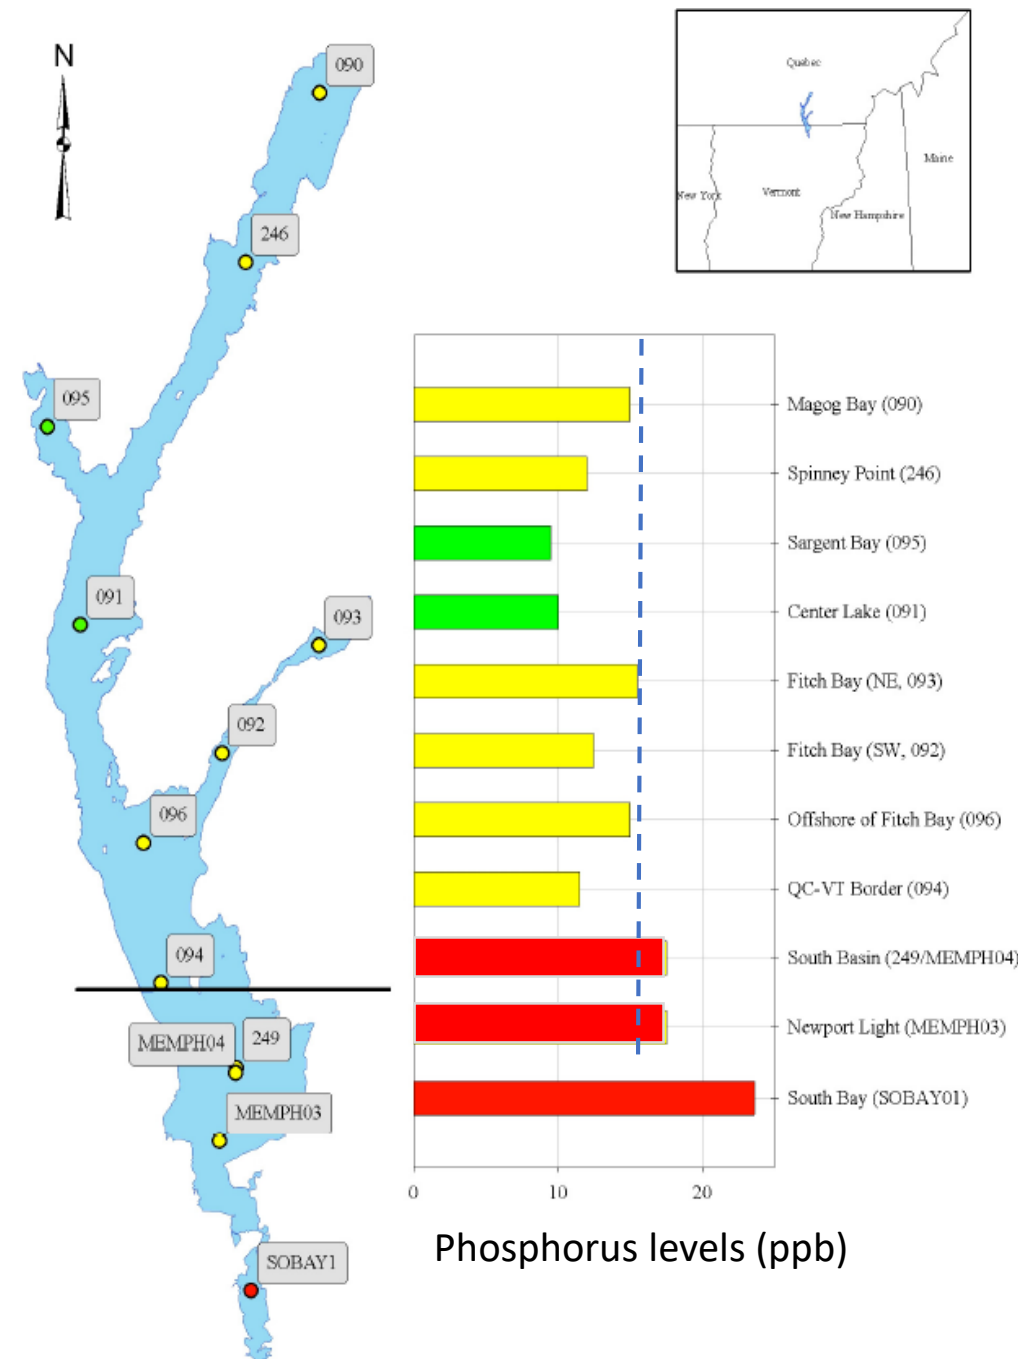 N
090
246
095
091
093
092
096
094
MEMPH04
249
MEMPH03
SOBAY1
Quebec
Maine
New York
Vermont
New Hampshire
Magog Bay (090)
Spinney Point (246)
Sargent Bay (095)
Center Lake (091)
Fitch Bay (NE, 093)
Fitch Bay (SW, 092)
Offshore of Fitch Bay (096)
QC-VT Border (094)
South Basin (249/MEMPH04)
Newport Light (MEMPH03)
South Bay (SOBAY01)
0 10 20
Phosphorus levels (ppb)